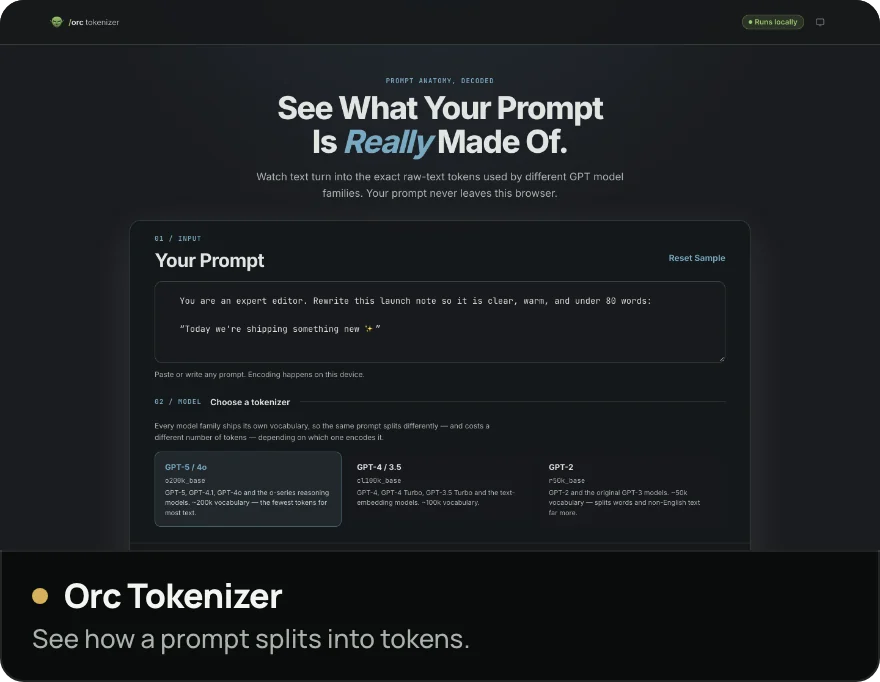 /orc tokenizer
Runs locally
PROMPT ANATOMY, DECODED
See What Your Prompt
Is Really Made Of.
Watch text turn into the exact raw-text tokens used by different GPT model
families. Your prompt never leaves this browser.
01 / INPUT
Your Prompt
Reset Sample
You are an expert editor. Rewrite this launch note so it is clear, warm, and under 80 words:
“Today we're shipping something new ✨”
Paste or write any prompt. Encoding happens on this device.
02 / MODEL Choose a tokenizer
Every model family ships its own vocabulary, so the same prompt splits differently — and costs a
different number of tokens — depending on which one encodes it.
GPT-5 / 4o
o200k_base
GPT-5, GPT-4.1, GPT-4o and the o-series reasoning
models. ~200k vocabulary — the fewest tokens for
most text.
GPT-4 / 3.5
cl100k_base
GPT-4, GPT-4 Turbo, GPT-3.5 Turbo and the text-
embedding models. ~100k vocabulary.
GPT-2
r50k_base
GPT-2 and the original GPT-3 models. ~50k
vocabulary — splits words and non-English text
far more.
Orc Tokenizer
See how a prompt splits into tokens.